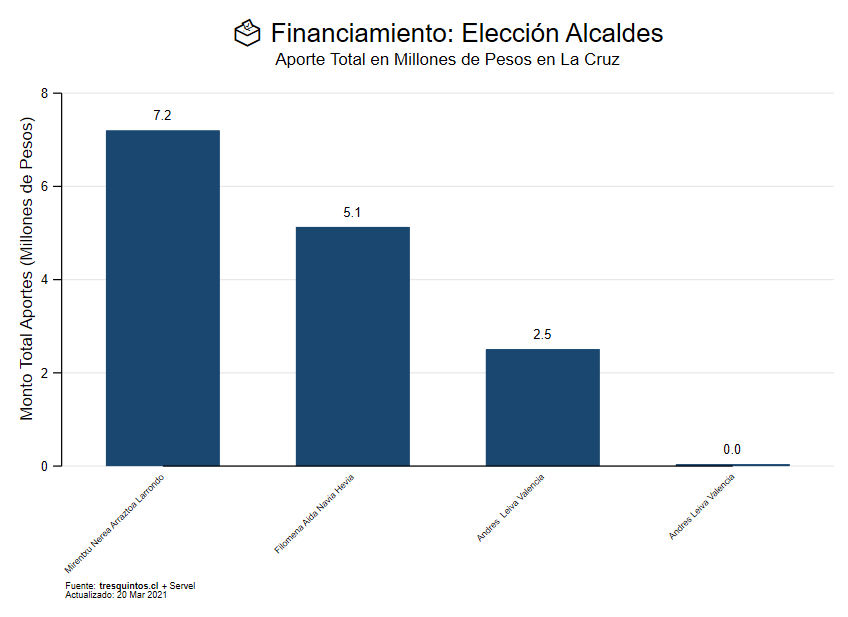 Financiamiento: Elección Alcaldes
Aporte Total en Millones de Pesos en La Cruz
Monto Total Aportes (Millones de Pesos)
8
6
4
2
0
7.2
5.1
2.5
0.0
Mirentxu Nerea Arraztoa Larrondo
Filomena Aida Navia Hevia
Andres  Leiva Valencia
Andres Leiva Valencia
Fuente: tresquintos.cl + Servel
Actualizado: 20 Mar 2021